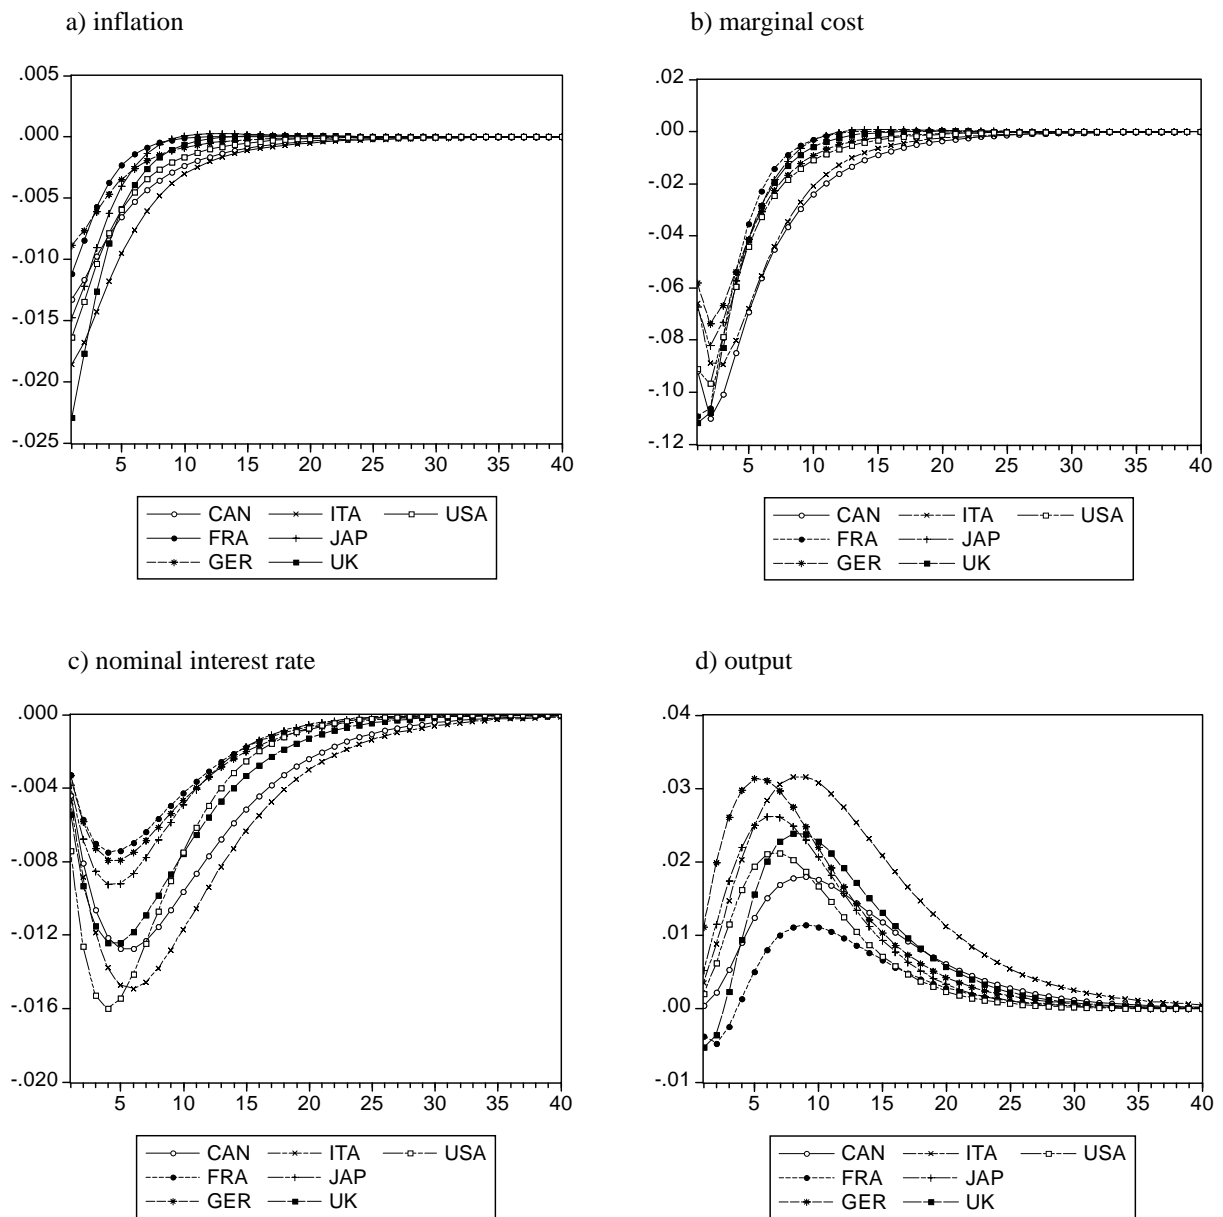 a) inflation
.005
.000
-.005
-.010
-.015
-.020
-.025
5 10 15 20 25 30 35 40
CAN ITA USA
FRA JAP
GER UK
b) marginal cost
.02
.00
-.02
-.04
-.06
-.08
-.10
-.12
5 10 15 20 25 30 35 40
CAN ITA USA
FRA JAP
GER UK
c) nominal interest rate
.000
-.004
-.008
-.012
-.016
-.020
5 10 15 20 25 30 35 40
CAN ITA USA
FRA JAP
GER UK
d) output
.04
.03
.02
.01
.00
-.01
5 10 15 20 25 30 35 40
CAN ITA USA
FRA JAP
GER UK